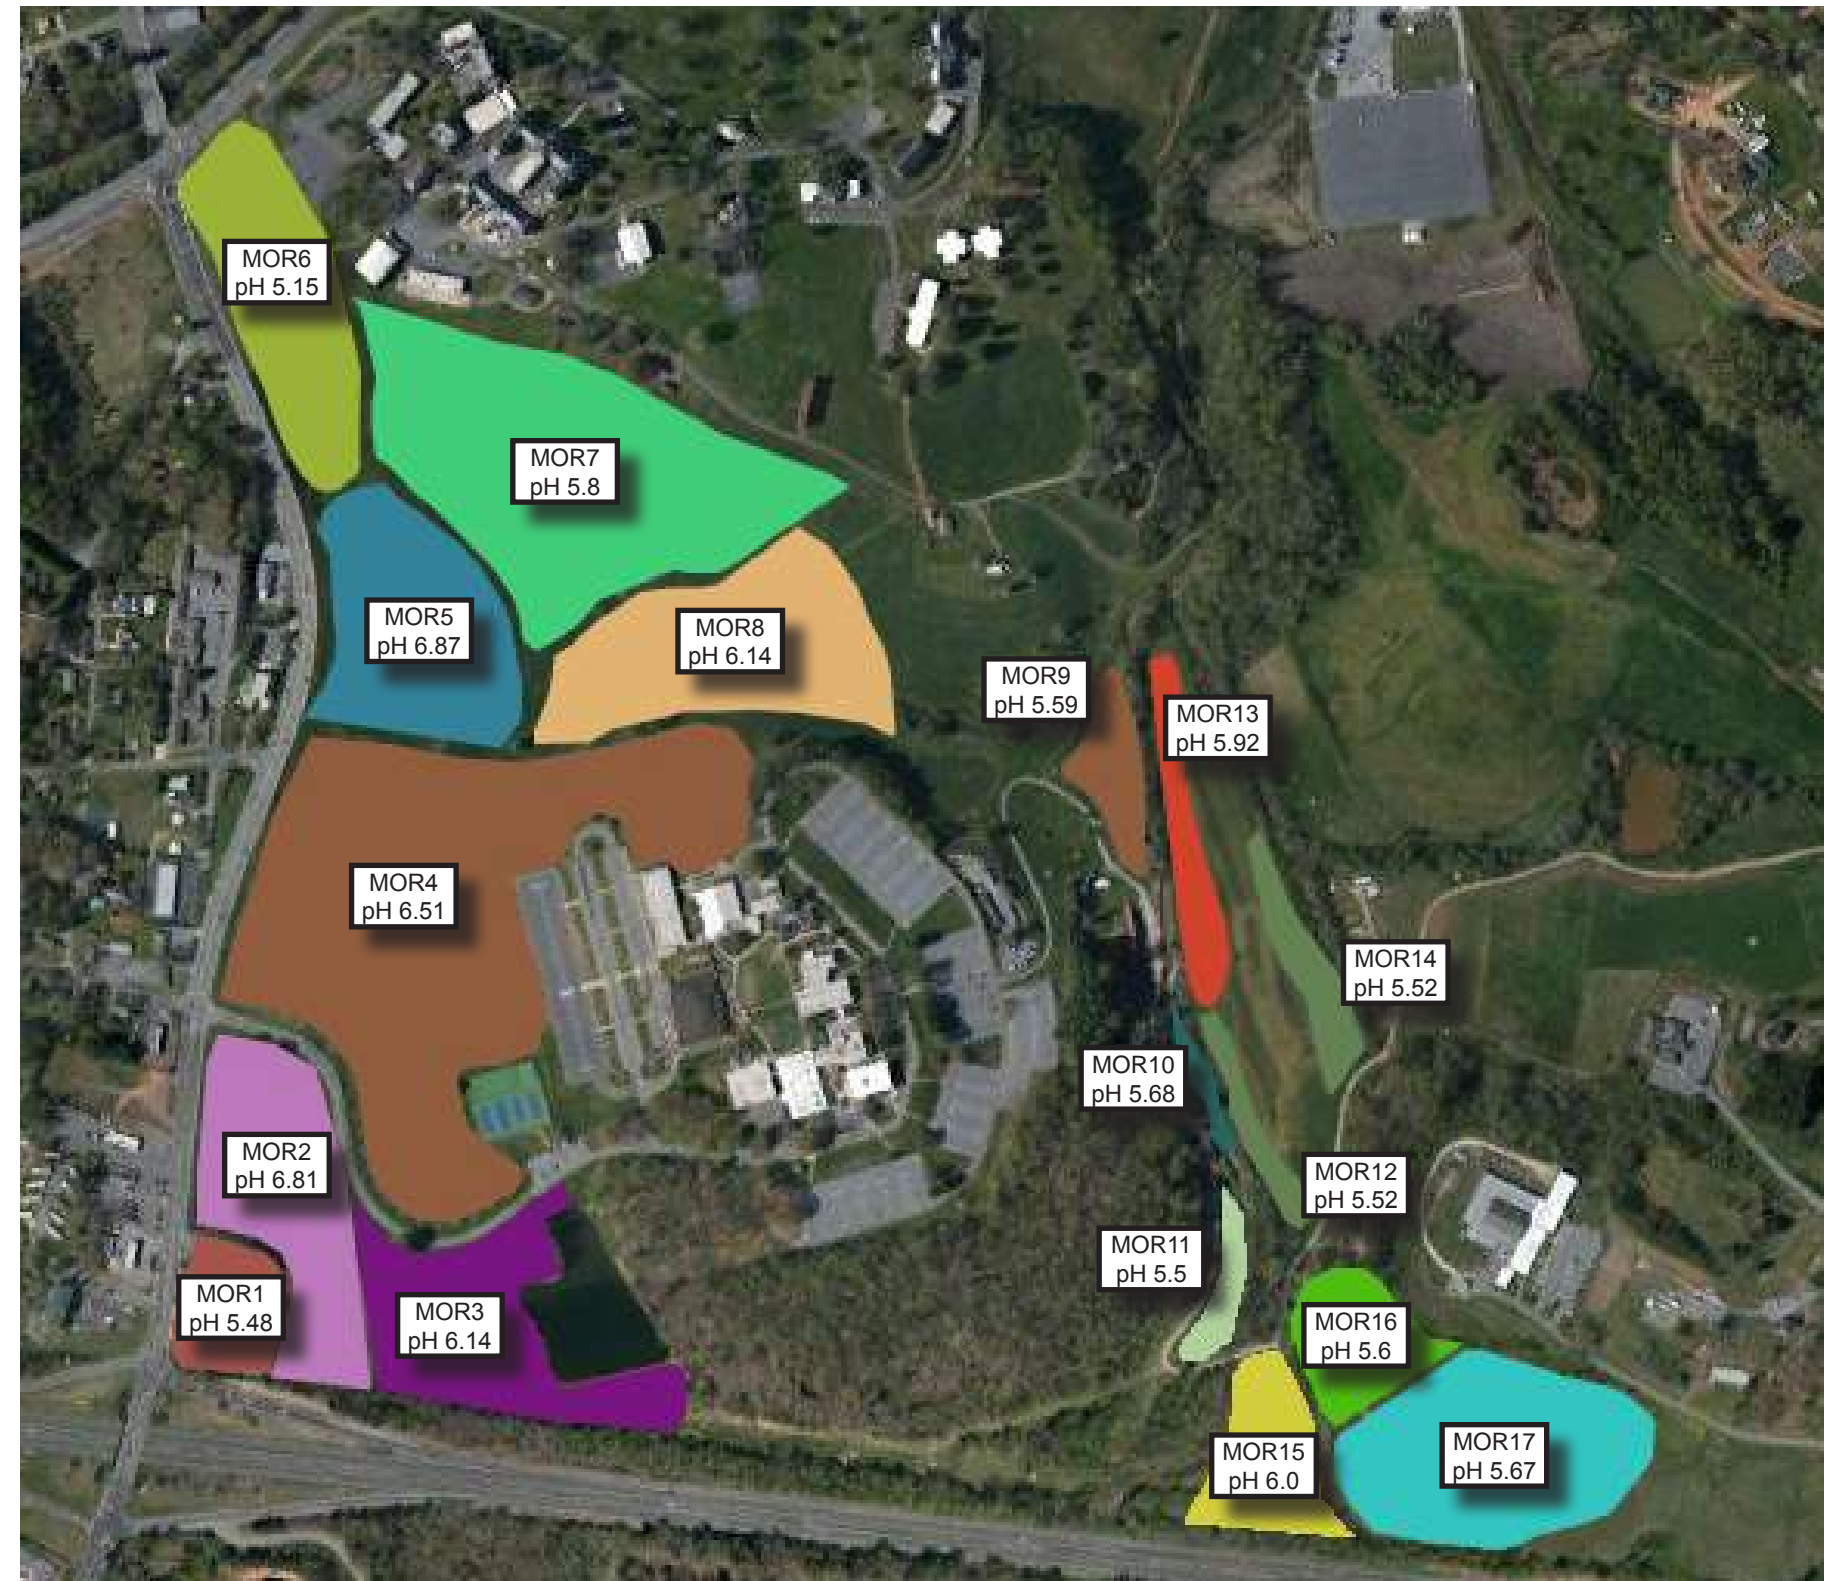 MOR6
pH 5.15
MOR7
pH 5.8
MOR5
pH 6.87
MOR8
pH 6.14
MOR9
pH 5.59
MOR13
pH 5.92
MOR4
pH 6.51
MOR14
pH 5.52
MOR10
pH 5.68
MOR2
pH 6.81
MOR12
pH 5.52
MOR11
pH 5.5
MOR1
pH 5.48
MOR3
pH 6.14
MOR16
pH 5.6
MOR15
pH 6.0
MOR17
pH 5.67